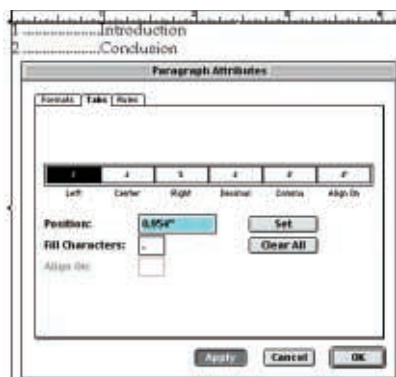 1 ....................Introduction
2 ....................Conclusion
Paragraph Attributes
Formats Tabs Rules
Left Center Right Decimal Comma Align On
Position: 0.854"
Fill Characters: .
Align On:
Set
Clear All
Apply Cancel OK